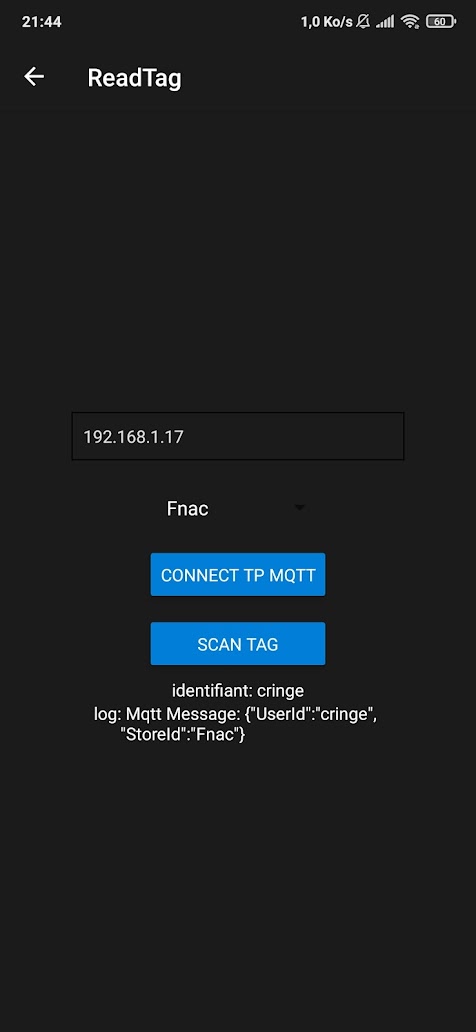 21:44
1,0 Ko/s
60
ReadTag
192.168.1.17
Fnac
CONNECT TP MQTT
SCAN TAG
identifiant: cringe
log: Mqtt Message: {"UserId":"cringe",
"StoreId":"Fnac"}